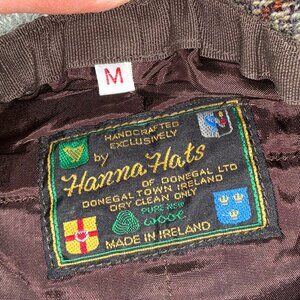 M
HANDCRAFTED
EXCLUSIVELY
by
Hanna Hats
OF DONEGAL LTD
DONEGAL TOWN IRELAND
DRY CLEAN ONLY
PURE NEW
wool
MADE IN IRELAND